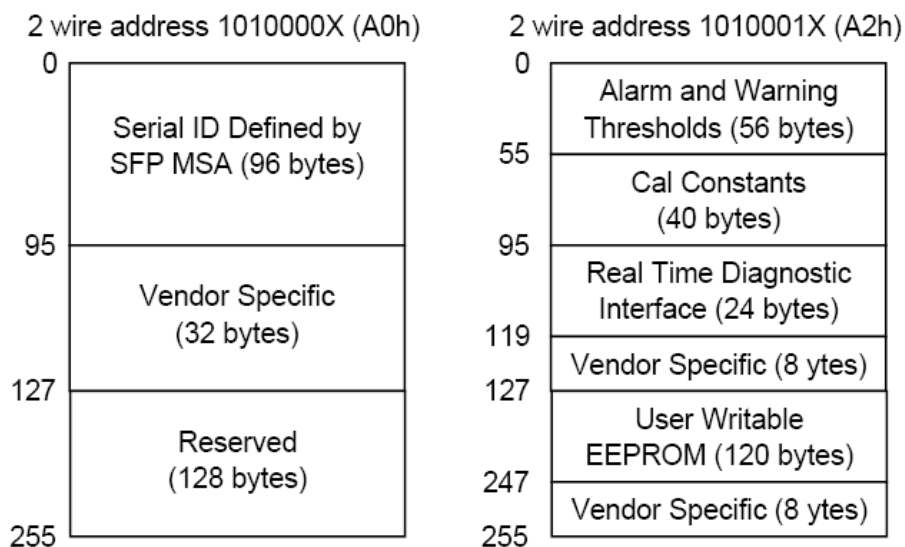 2 wire address 1010000X (A0h)
0
Serial ID Defined by
SFP MSA (96 bytes)
95
Vendor Specific
(32 bytes)
127
Reserved
(128 bytes)
255
2 wire address 1010001X (A2h)
0
Alarm and Warning
Thresholds (56 bytes)
55
Cal Constants
(40 bytes)
95
Real Time Diagnostic
Interface (24 bytes)
119
Vendor Specific (8 ytes)
127
User Writable
EEPROM (120 bytes)
247
Vendor Specific (8 ytes)
255